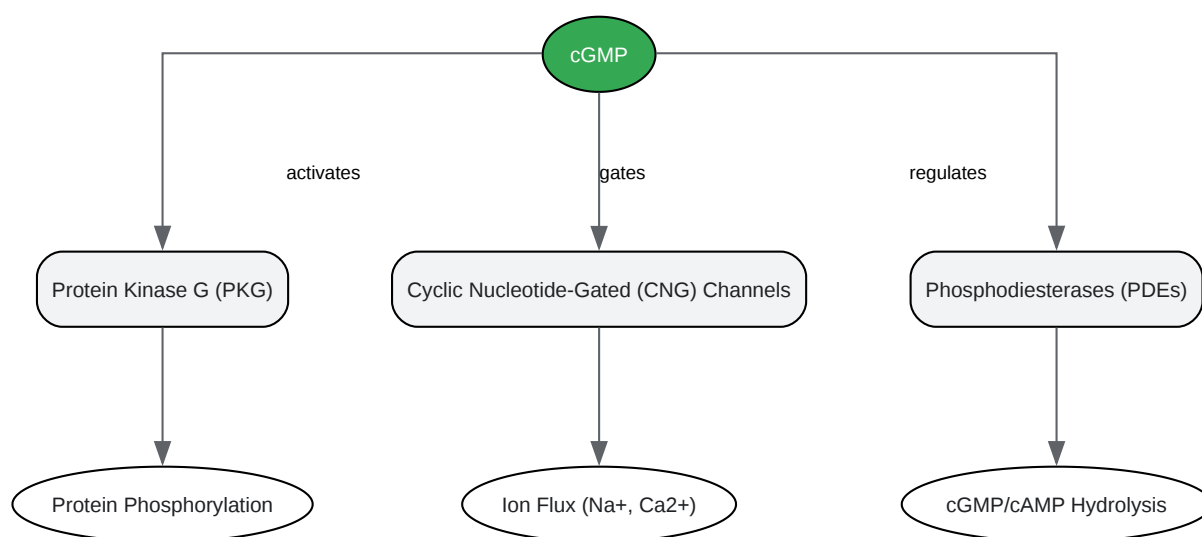 cGMP
activates
gates
regulates
Protein Kinase G (PKG)
Cyclic Nucleotide-Gated (CNG) Channels
Phosphodiesterases (PDEs)
Protein Phosphorylation
Ion Flux (Na+, Ca2+)
cGMP/cAMP Hydrolysis